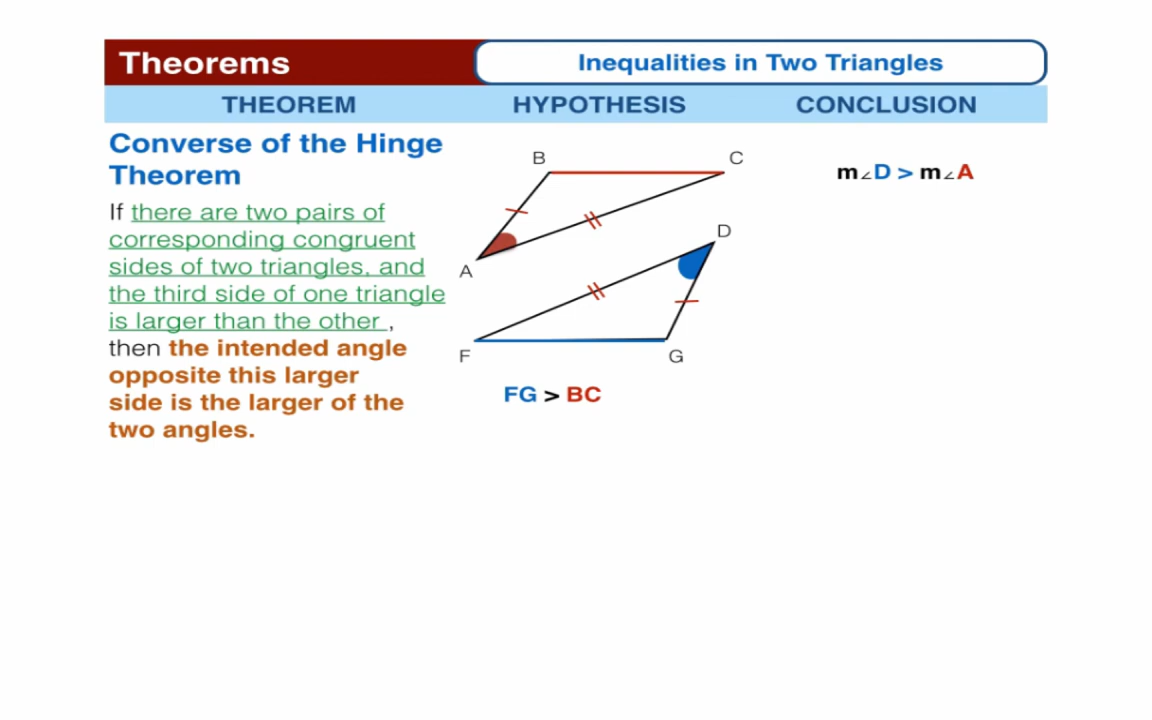 Theorems
Inequalities in Two Triangles
THEOREM HYPOTHESIS CONCLUSION
Converse of the Hinge
Theorem
If there are two pairs of
corresponding congruent
sides of two triangles, and
the third side of one triangle
is larger than the other ,
then the intended angle
opposite this larger
side is the larger of the
two angles.
B
C
A
D
F
G
FG > BC
m∠D > m∠A